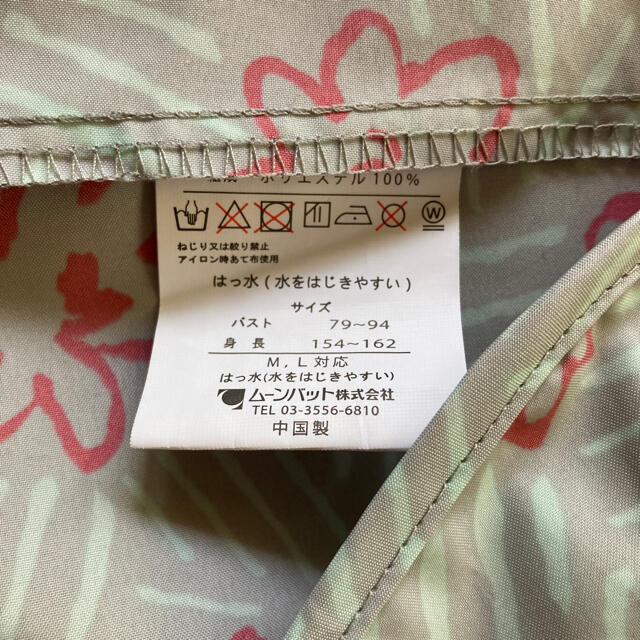 ポリエステル 100%
ねじり又は絞り禁止
アイロン時あて布使用
はっ水 ( 水をはじきやすい )
サイズ
バスト 79~94
身 長 154~162
M, L 対応
はっ水(水をはじきやすい)
ムーンバット株式会社
TEL 03-3556-6810
中国製